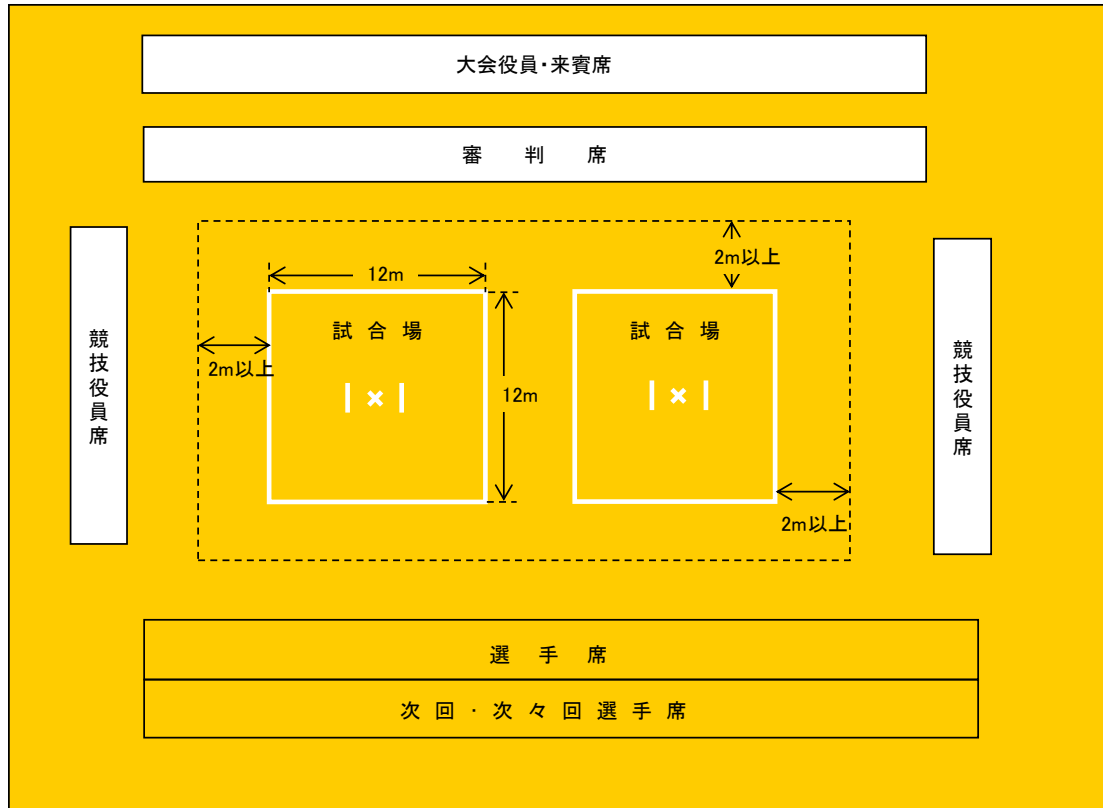 大会役員・来賓席
審判席
2m以上
12m
試合場
試合場
競技役員席
2m以上
12m
競技役員席
2m以上
選手席
次回・次々回選手席